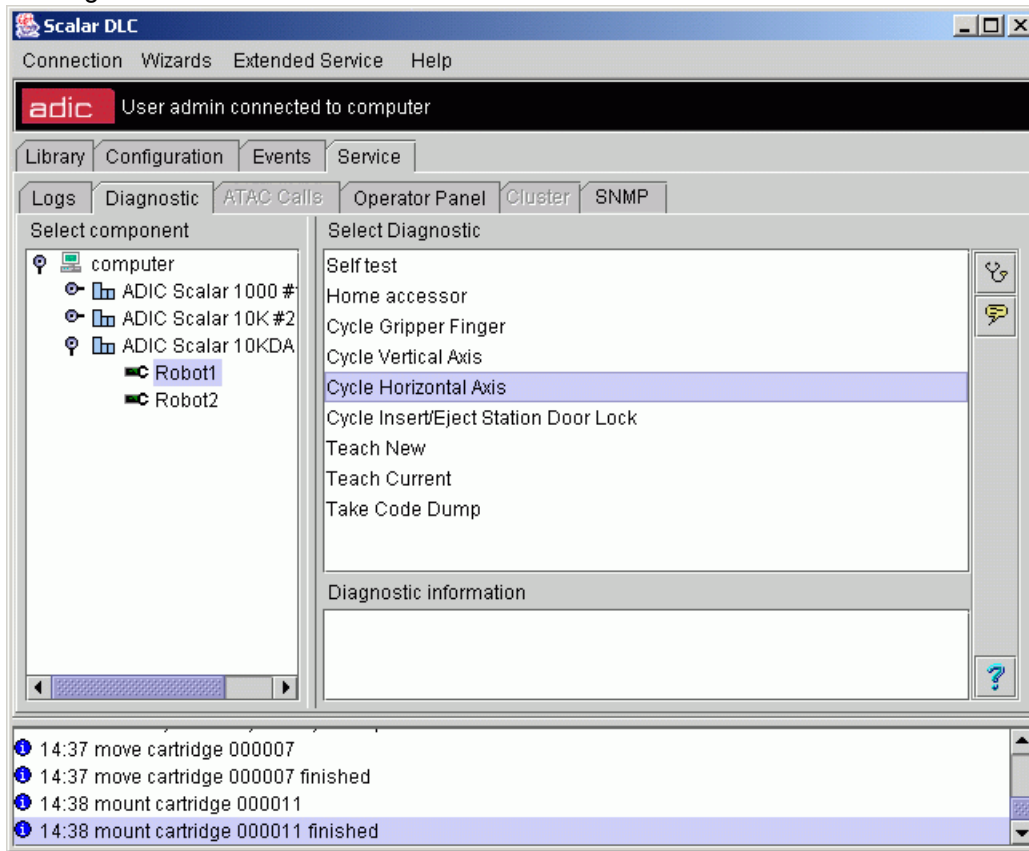 Scalar DLC
Connection Wizards Extended Service Help
adic User admin connected to computer
Library Configuration Events Service
Logs Diagnostic ATAC Calls Operator Panel Cluster SNMP
Select component
computer
ADIC Scalar 1000 #
ADIC Scalar 10K #2
ADIC Scalar 10KDA
Robot1
Robot2
Select Diagnostic
Self test
Home accessor
Cycle Gripper Finger
Cycle Vertical Axis
Cycle Horizontal Axis
Cycle Insert/Eject Station Door Lock
Teach New
Teach Current
Take Code Dump
Diagnostic information
14:37 move cartridge 000007
14:37 move cartridge 000007 finished
14:38 mount cartridge 000011
14:38 mount cartridge 000011 finished